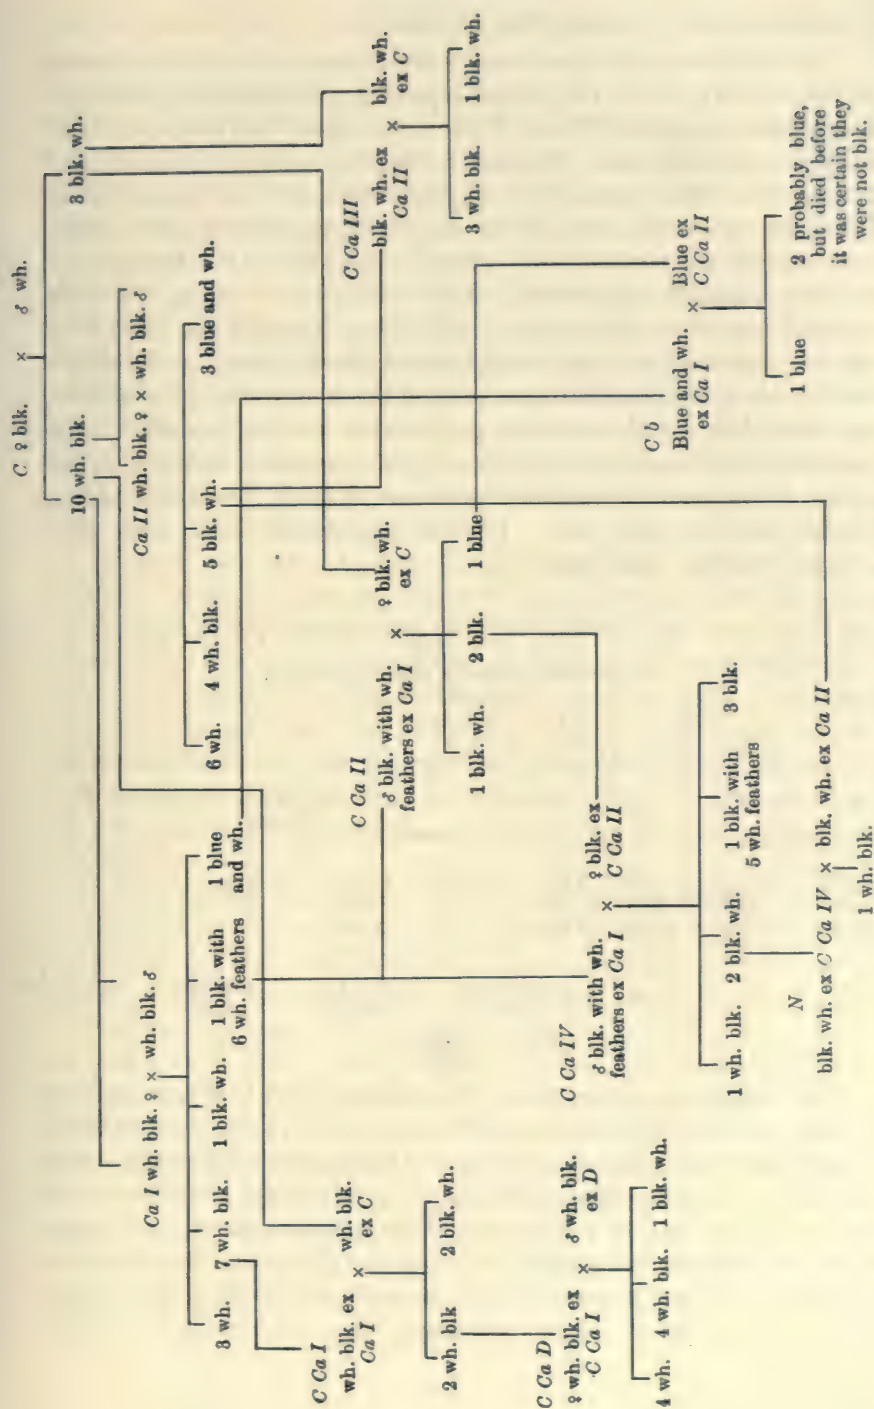 C ♀ blk. × ♂ wh.
10 wh. blk. 3 blk. wh.
Ca II wh. blk. ♀ × wh. blk. ♂
6 wh. 4 wh. blk. 5 blk. wh. 3 blue and wh.
Ca I wh. blk. ♀ × wh. blk. ♂
3 wh. 7 wh. blk. 1 blk. wh. 1 blk. with 1 blue
6 wh. feathers and wh.
C Ca III
blk. wh. ex × blk. wh.
Ca II ex C
3 wh. blk. 1 blk. wh.
C Ca I
wh. blk. ex × wh. blk.
Ca I ex C
2 wh. blk 2 blk. wh.
C Ca II
♂ blk. with wh. × ♀ blk. wh.
feathers ex Ca I ex C
1 blk. wh. 2 blk. 1 blue
C b
Blue and wh. × Blue ex
ex Ca I C Ca II
1 blue 2 probably blue,
but died before
it was certain they
were not blk.
C Ca D
♀ wh. blk. ex × ♂ wh. blk.
C Ca I ex D
4 wh. 4 wh. blk. 1 blk. wh.
C Ca IV
♂ blk. with wh. × ♀ blk. ex
feathers ex Ca I C Ca II
1 wh. blk. 2 blk. wh. 1 blk. with 3 blk.
5 wh. feathers
N
blk. wh. ex C Ca IV × blk. wh. ex Ca II
1 wh. blk.